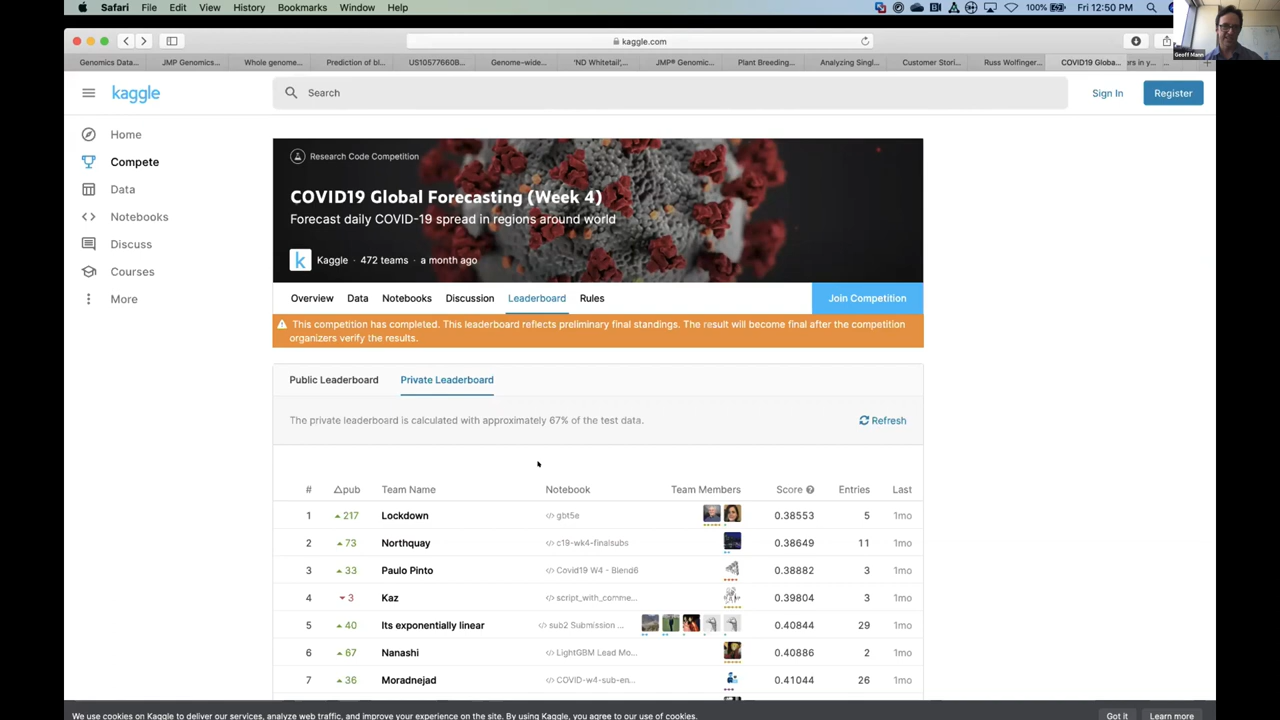 Safari File Edit View History Bookmarks Window Help 100% Fri 12:50 PM
kaggle.com
Genomics Data... JMP Genomics... Whole genome... Prediction of bl... US10577660B... Genome-wide... 'ND Whitetail',... JMP® Genomic... Plant Breeding... Analyzing Singl... Customer Stori... Russ Wolfinger... COVID19 Globa...
Geoff Mann
kaggle
Search
Sign In
Register
Home
Compete
Data
Notebooks
Discuss
Courses
More
Research Code Competition
COVID19 Global Forecasting (Week 4)
Forecast daily COVID-19 spread in regions around world
k Kaggle · 472 teams · a month ago
Overview Data Notebooks Discussion Leaderboard Rules Join Competition
This competition has completed. This leaderboard reflects preliminary final standings. The result will become final after the competition
organizers verify the results.
Public Leaderboard Private Leaderboard
The private leaderboard is calculated with approximately 67% of the test data. Refresh
# △pub Team Name Notebook Team Members Score Entries Last
1 217 Lockdown gbt5e 0.38553 5 1mo
2 73 Northquay c19-wk4-finalsubs 0.38649 11 1mo
3 33 Paulo Pinto Covid19 W4 - Blend6 0.38882 3 1mo
4 3 Kaz script_with_comme... 0.39804 3 1mo
5 40 Its exponentially linear sub2 Submission ... 0.40844 29 1mo
6 67 Nanashi LightGBM Lead Mo... 0.40886 2 1mo
7 36 Moradnejad COVID-w4-sub-en... 0.41044 26 1mo
We use cookies on Kaggle to deliver our services, analyze web traffic, and improve your experience on the site. By using Kaggle, you agree to our use of cookies. Got it Learn more